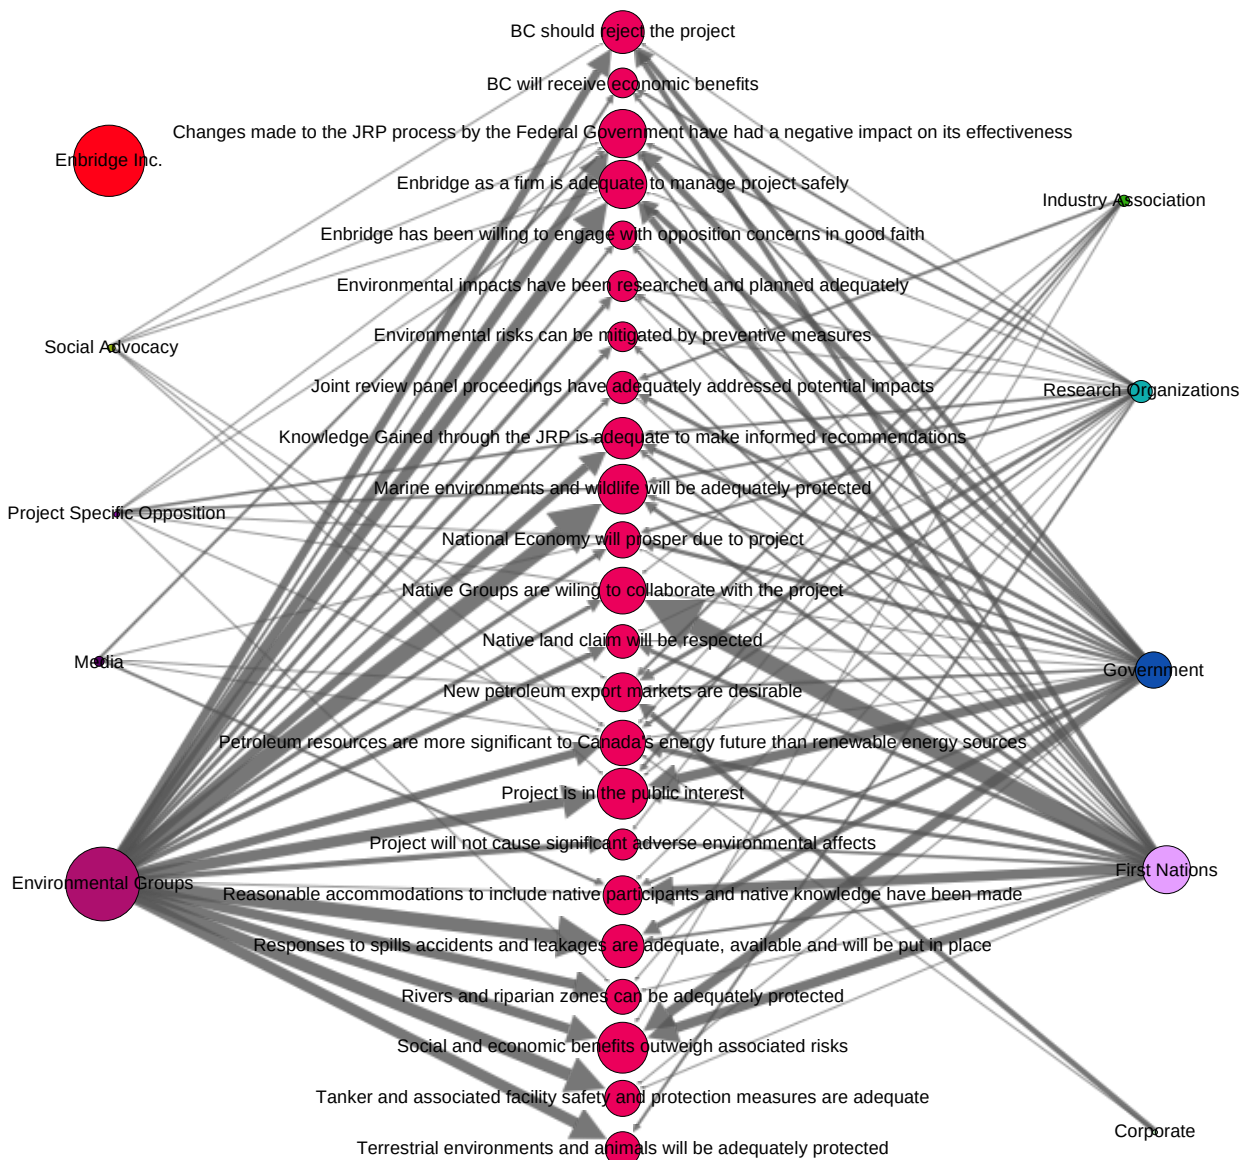 BC should reject the project
BC will receive economic benefits
Changes made to the JRP process by the Federal Government have had a negative impact on its effectiveness
Enbridge Inc.
Enbridge as a firm is adequate to manage project safely
Industry Association
Enbridge has been willing to engage with opposition concerns in good faith
Environmental impacts have been researched and planned adequately
Environmental risks can be mitigated by preventive measures
Social Advocacy
Joint review panel proceedings have adequately addressed potential impacts
Research Organizations
Knowledge Gained through the JRP is adequate to make informed recommendations
Marine environments and wildlife will be adequately protected
Project Specific Opposition
National Economy will prosper due to project
Native Groups are wiling to collaborate with the project
Native land claim will be respected
Media
Government
New petroleum export markets are desirable
Petroleum resources are more significant to Canada's energy future than renewable energy sources
Project is in the public interest
Project will not cause significant adverse environmental affects
First Nations
Environmental Groups
Reasonable accommodations to include native participants and native knowledge have been made
Responses to spills accidents and leakages are adequate, available and will be put in place
Rivers and riparian zones can be adequately protected
Social and economic benefits outweigh associated risks
Tanker and associated facility safety and protection measures are adequate
Corporate
Terrestrial environments and animals will be adequately protected